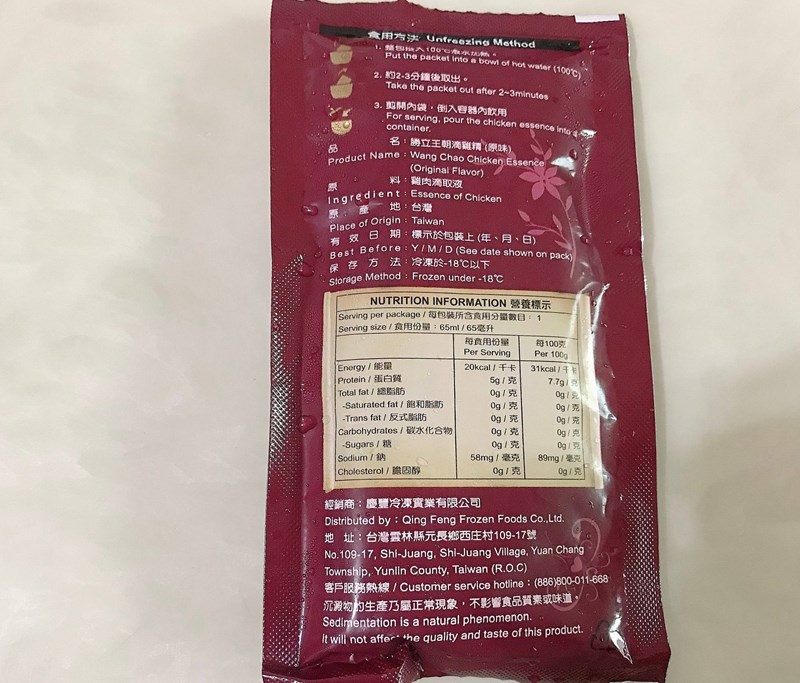 食用方法 Unfreezing Method
1. 整包投入100℃滾水加熱。
Put the packet into a bowl of hot water (100℃)
2. 約2-3分鐘後取出。
Take the packet out after 2~3minutes
3. 剪開內袋，倒入容器內飲用
For serving, pour the chicken essence into a
container.
品 名：勝立王朝滴雞精 (原味)
Product Name：Wang Chao Chicken Essence
(Original Flavor)
原 料：雞肉滴取液
Ingredient：Essence of Chicken
原 產 地：台灣
Place of Origin：Taiwan
有 效 日 期：標示於包裝上 (年、月、日)
Best Before：Y / M / D (See date shown on pack)
保 存 方 法：冷凍於-18℃以下
Storage Method：Frozen under -18℃
NUTRITION INFORMATION 營養標示
Serving per package / 每包裝所含食用分量數目：1
Serving size / 食用份量：65ml / 65毫升
每食用份量 每100克
Per Serving Per 100g
Energy / 能量 20kcal / 千卡 31kcal / 千卡
Protein / 蛋白質 5g / 克 7.7g / 克
Total fat / 總脂肪 0g / 克 0g / 克
-Saturated fat / 飽和脂肪 0g / 克 0g / 克
-Trans fat / 反式脂肪 0g / 克 0g / 克
Carbohydrates / 碳水化合物 0g / 克 0g / 克
-Sugars / 糖 0g / 克 0g / 克
Sodium / 鈉 58mg / 毫克 89mg / 毫克
Cholesterol / 膽固醇 0g / 克 0g / 克
經銷商：慶豐冷凍實業有限公司
Distributed by：Qing Feng Frozen Foods Co.,Ltd.
地 址：台灣雲林縣元長鄉西庄村109-17號
No.109-17, Shi-Juang, Shi-Juang Village, Yuan Chang
Township, Yunlin County, Taiwan (R.O.C)
客戶服務熱線 / Customer service hotline：(886)800-011-668
沉澱物的生產乃屬正常現象，不影響食品質素或味道。
Sedimentation is a natural phenomenon.
It will not affect the quality and taste of this product.